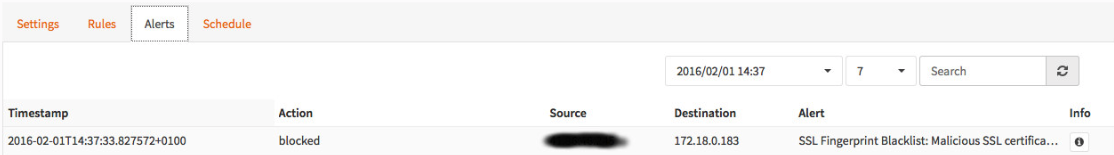 Settings Rules Alerts Schedule
2016/02/01 14:37 7 Search
Timestamp Action Source Destination Alert Info
2016-02-01T14:37:33.827572+0100 blocked 172.18.0.183 SSL Fingerprint Blacklist: Malicious SSL certifica...